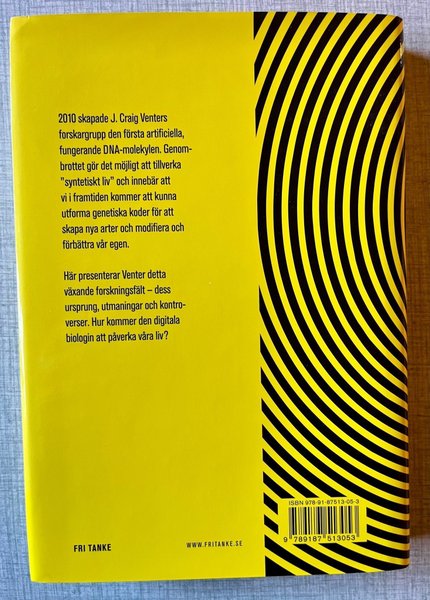 2010 skapade J. Craig Venters
forskargrupp den första artificiella,
fungerande DNA-molekylen. Genom-
brottet gör det möjligt att tillverka
”syntetiskt liv” och innebär att
vi i framtiden kommer att kunna
utforma genetiska koder för att
skapa nya arter och modifiera och
förbättra vår egen.
Här presenterar Venter detta
växande forskningsfält – dess
ursprung, utmaningar och kontro-
verser. Hur kommer den digitala
biologin att påverka våra liv?
ISBN 978-91-87513-05-3
9 789187 513053
FRI TANKE
WWW.FRITANKE.SE